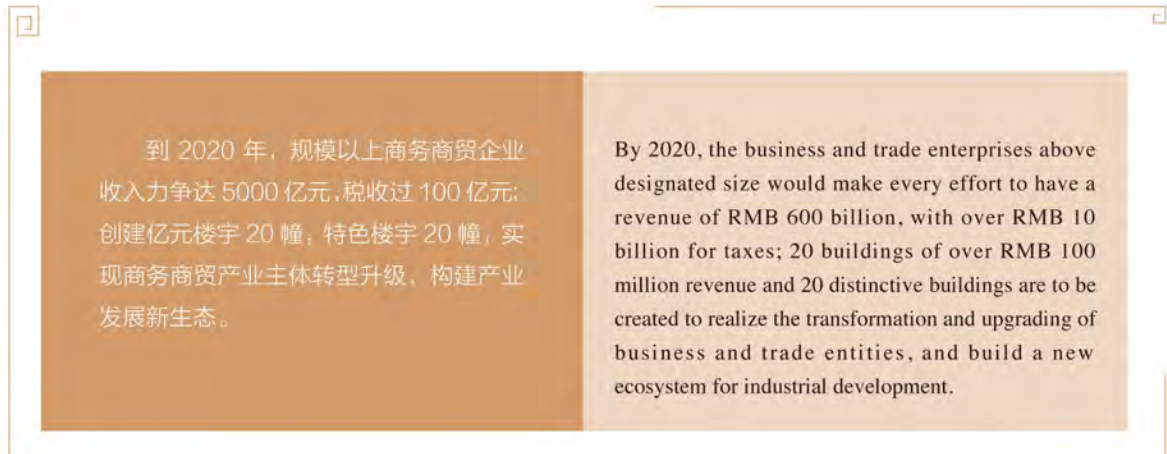 到 2020 年，规模以上商务商贸企业
收入力争达 5000 亿元，税收过 100 亿元；
创建亿元楼宇 20 幢，特色楼宇 20 幢，实
现商务商贸产业主体转型升级，构建产业
发展新生态。
By 2020, the business and trade enterprises above
designated size would make every effort to have a
revenue of RMB 600 billion, with over RMB 10
billion for taxes; 20 buildings of over RMB 100
million revenue and 20 distinctive buildings are to be
created to realize the transformation and upgrading of
business and trade entities, and build a new
ecosystem for industrial development.